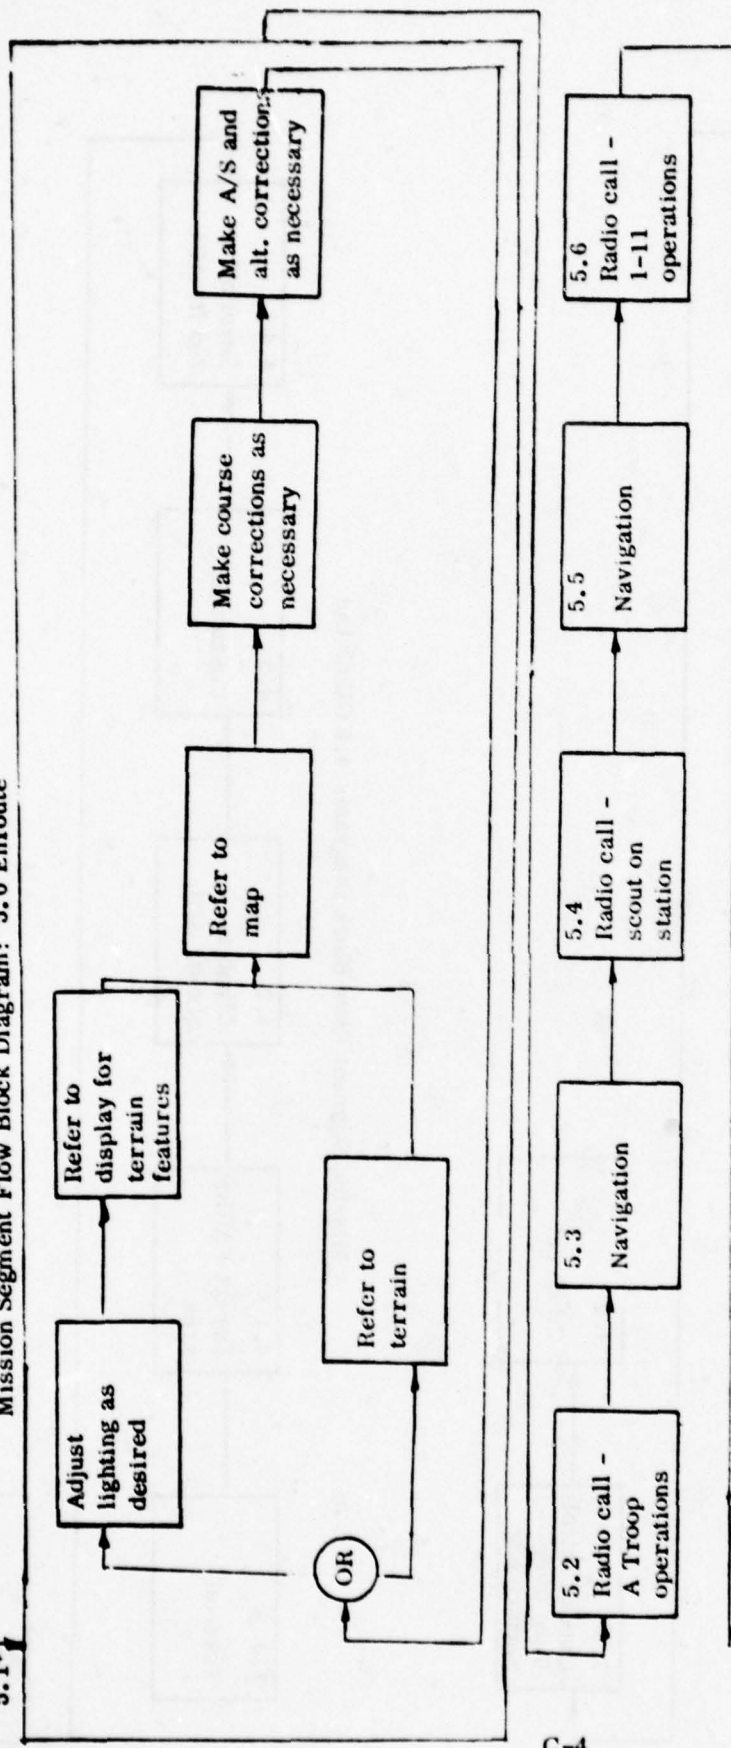 Mission Segment Flow Block Diagram: 5.0 Enroute
5.1
Adjust
lighting as
desired
Refer to
display for
terrain
features
OR
Refer to
terrain
Refer to
map
Make course
corrections as
necessary
Make A/S and
alt. corrections
as necessary
5.2
Radio call -
A Troop
operations
5.3
Navigation
5.4
Radio call -
scout on
station
5.5
Navigation
5.6
Radio call -
1-11
operations
C-4